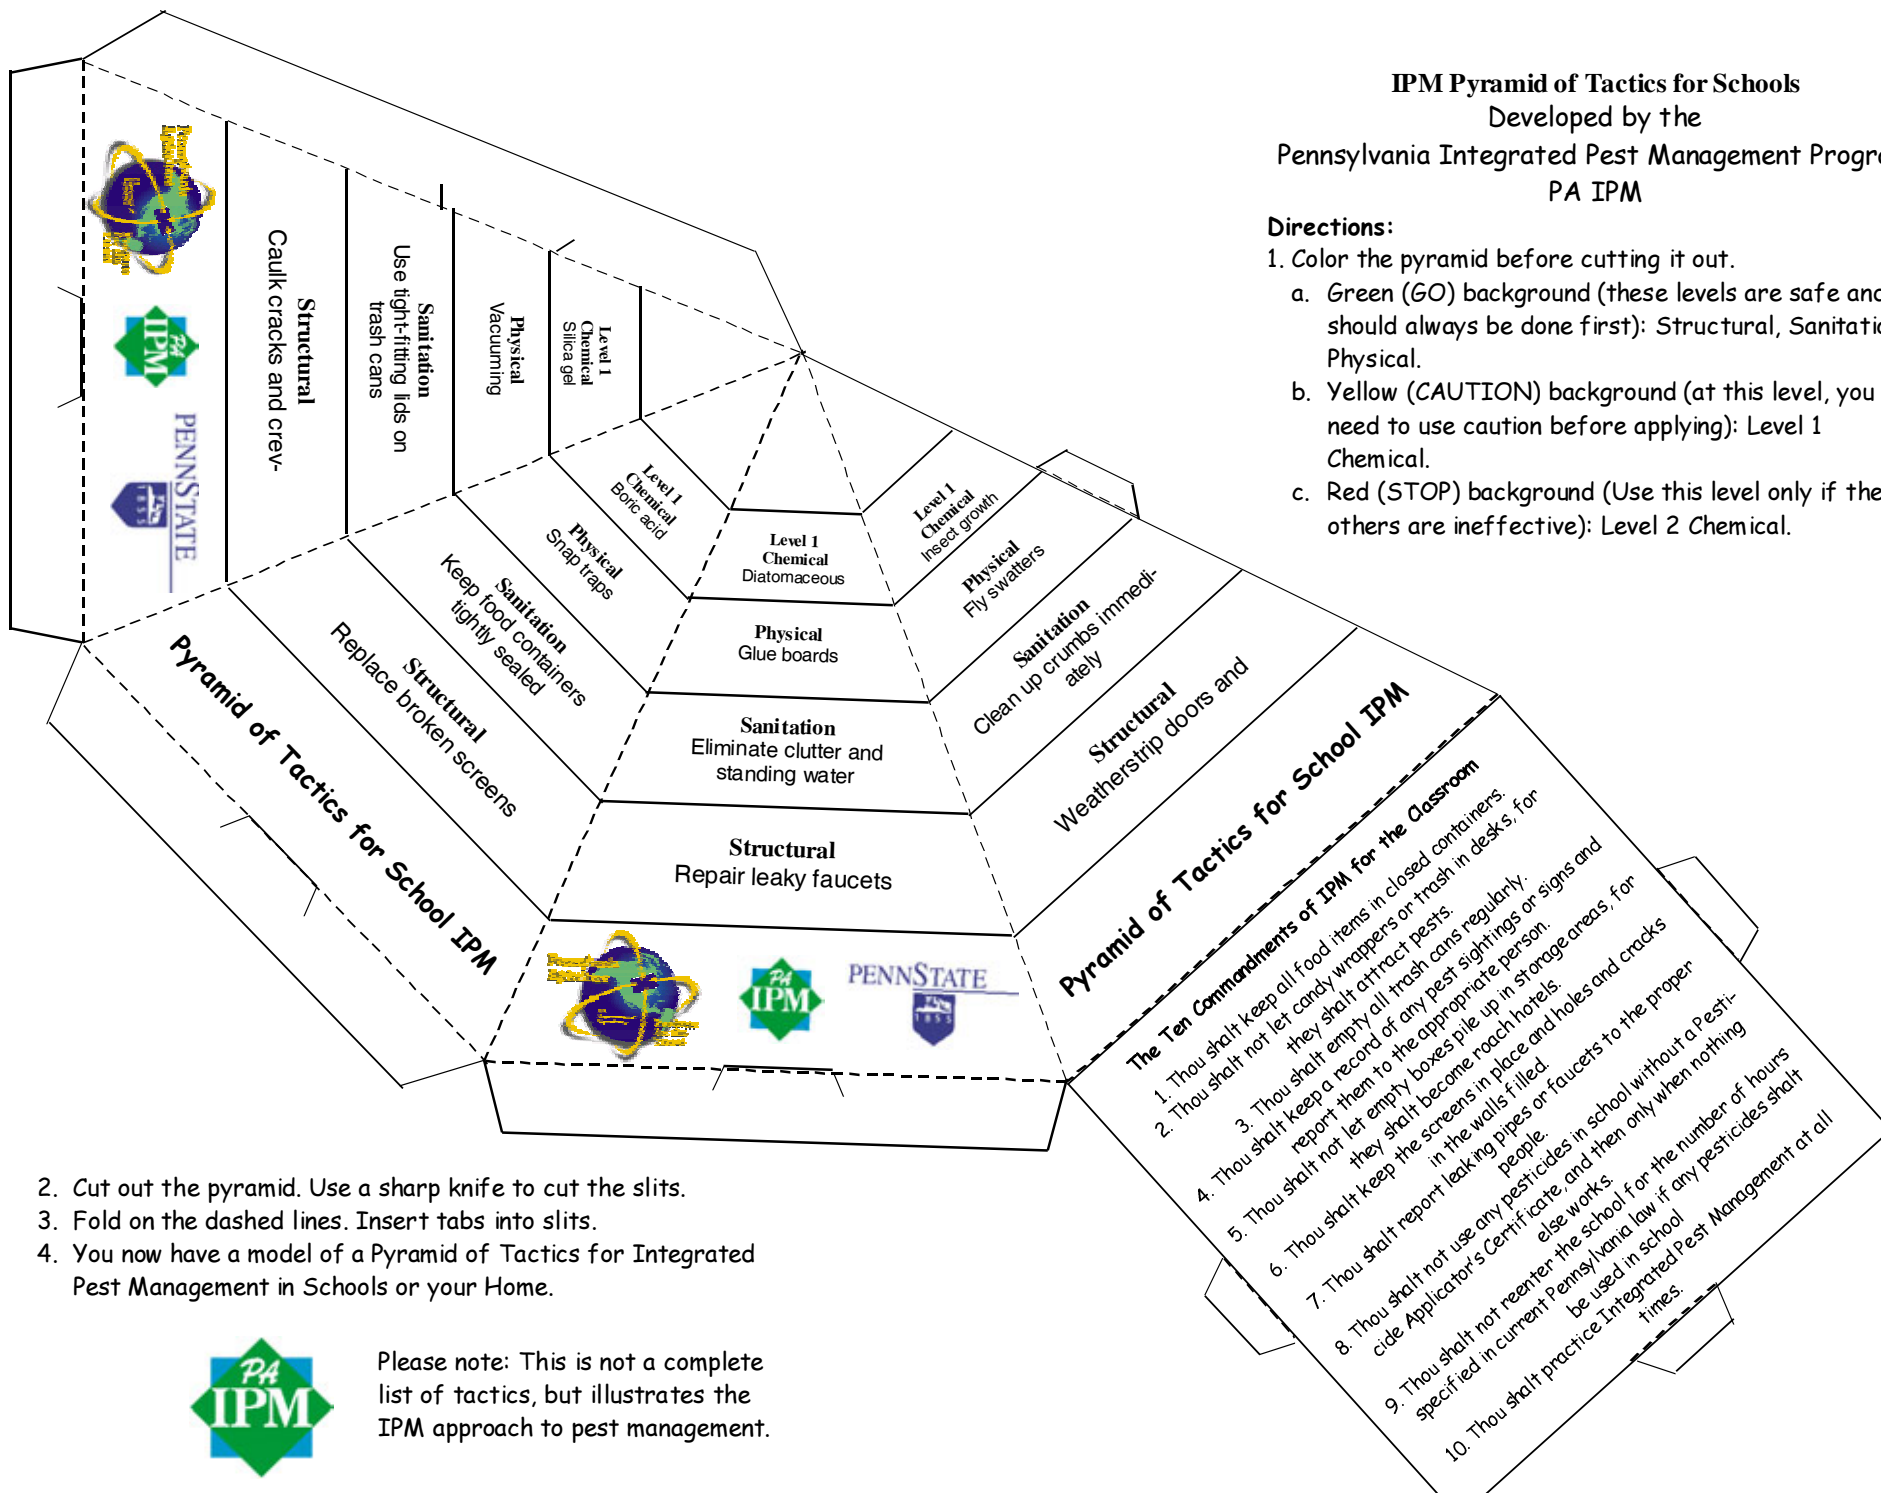 IPM Pyramid of Tactics for Schools
Developed by the
Pennsylvania Integrated Pest Management Progra
PA IPM
Directions:
1. Color the pyramid before cutting it out.
a. Green (GO) background (these levels are safe and
should always be done first): Structural, Sanitatio
Physical.
b. Yellow (CAUTION) background (at this level, you
need to use caution before applying): Level 1
Chemical.
c. Red (STOP) background (Use this level only if the
others are ineffective): Level 2 Chemical.
PA
IPM
PENNSTATE
1855
Structural
Caulk cracks and crev-
Sanitation
Use tight-fitting lids on
trash cans
Physical
Vacuuming
Level 1
Chemical
Silica gel
Pyramid of Tactics for School IPM
Structural
Replace broken screens
Sanitation
Keep food containers
tightly sealed
Physical
Snap traps
Level 1
Chemical
Boric acid
Level 1
Chemical
Diatomaceous
Physical
Glue boards
Sanitation
Eliminate clutter and
standing water
Structural
Repair leaky faucets
PA
IPM
PENNSTATE
1855
Level 1
Chemical
Insect growth
Physical
Fly swatters
Sanitation
Clean up crumbs immedi-
ately
Structural
Weatherstrip doors and
Pyramid of Tactics for School IPM
The Ten Commandments of IPM for the Classroom
1. Thou shalt keep all food items in closed containers.
2. Thou shalt not let candy wrappers or trash in desks, for
they shalt attract pests.
3. Thou shalt empty all trash cans regularly.
4. Thou shalt keep a record of any pest sightings or signs and
report them to the appropriate person.
5. Thou shalt not let empty boxes pile up in storage areas, for
they shalt become roach hotels.
6. Thou shalt keep the screens in place and holes and cracks
in the walls filled.
7. Thou shalt report leaking pipes or faucets to the proper
people.
8. Thou shalt not use any pesticides in school without a Pesti-
cide Applicator's Certificate, and then only when nothing
else works.
9. Thou shalt not reenter the school for the number of hours
specified in current Pennsylvania law if any pesticides shalt
be used in school
10. Thou shalt practice Integrated Pest Management at all
times.
2. Cut out the pyramid. Use a sharp knife to cut the slits.
3. Fold on the dashed lines. Insert tabs into slits.
4. You now have a model of a Pyramid of Tactics for Integrated
Pest Management in Schools or your Home.
PA
IPM
Please note: This is not a complete
list of tactics, but illustrates the
IPM approach to pest management.